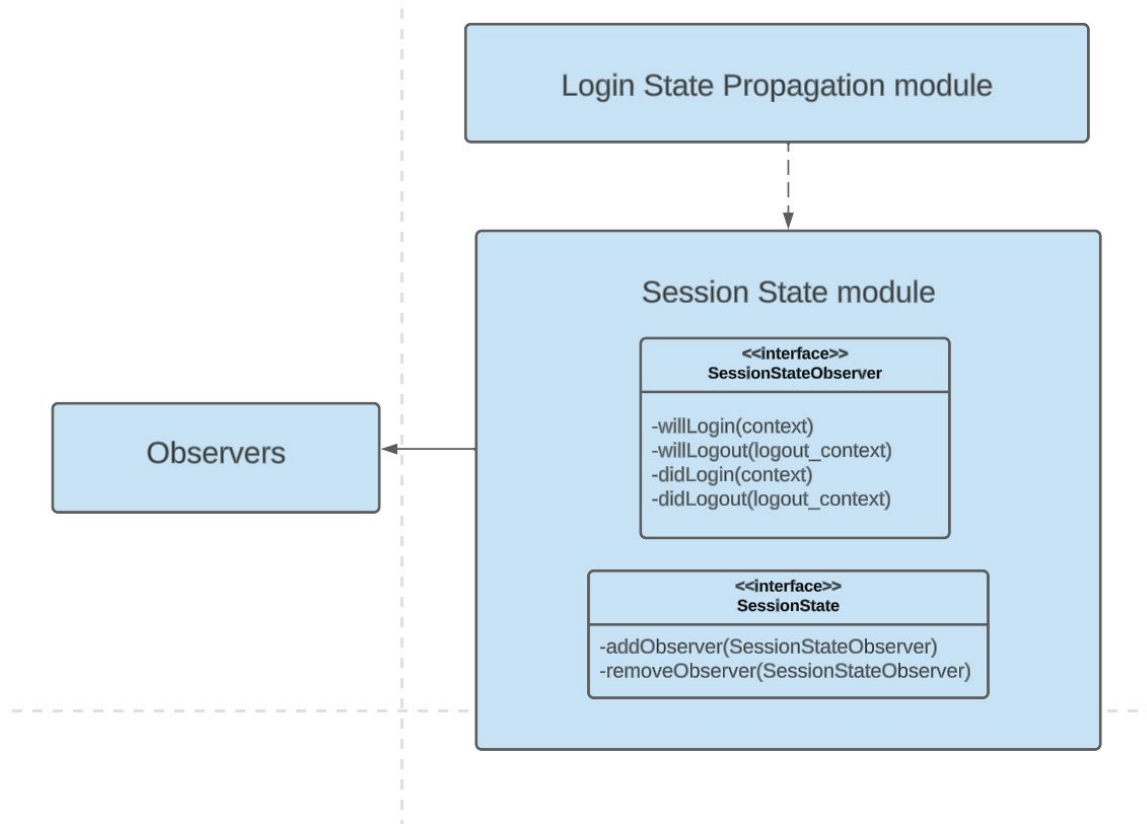 Login State Propagation module
Session State module
<<interface>>
SessionStateObserver
-willLogin(context)
-willLogout(logout_context)
-didLogin(context)
-didLogout(logout_context)
Observers
<<interface>>
SessionState
-addObserver(SessionStateObserver)
-removeObserver(SessionStateObserver)